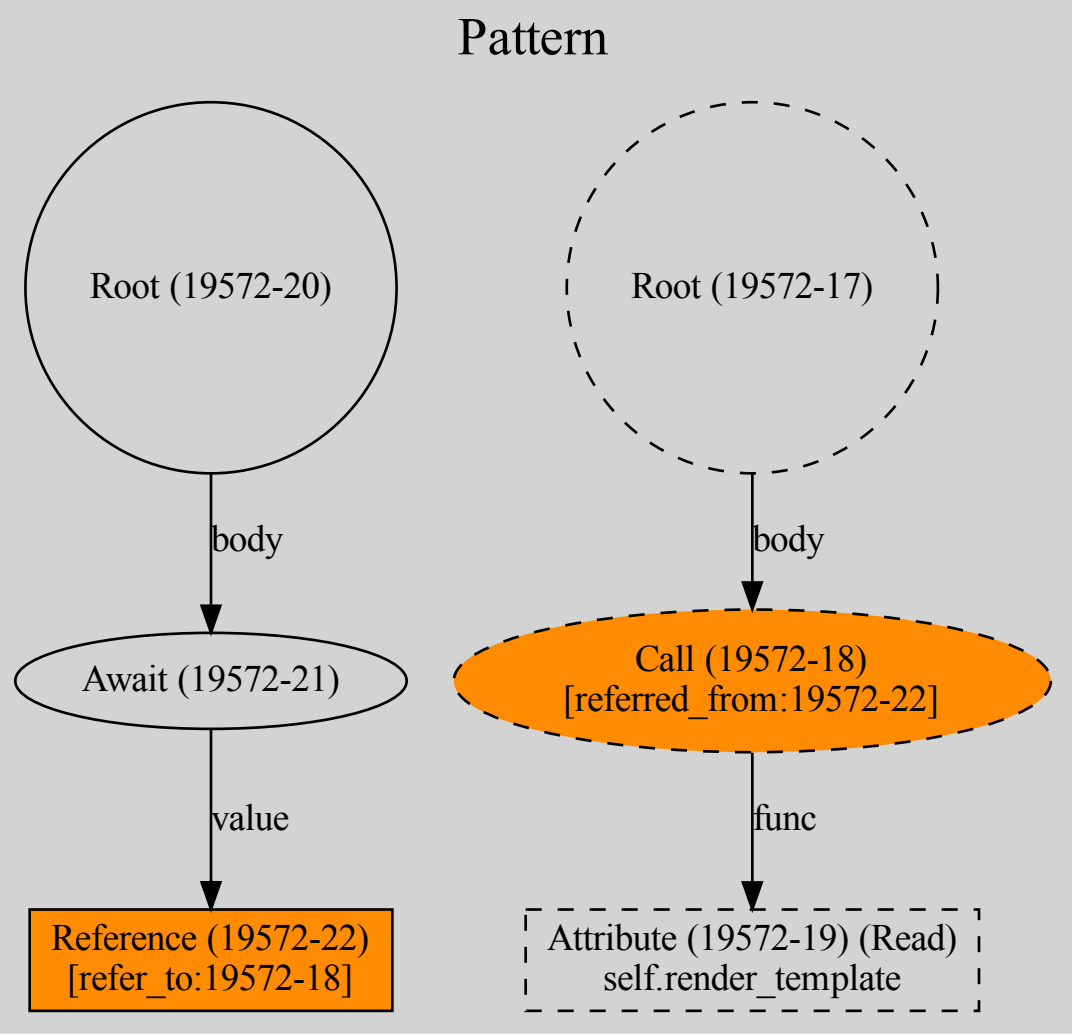 Pattern
Root (19572-20)
Root (19572-17)
body
body
Await (19572-21)
Call (19572-18)
[referred_from:19572-22]
value
func
Reference (19572-22)
[refer_to:19572-18]
Attribute (19572-19) (Read)
self.render_template